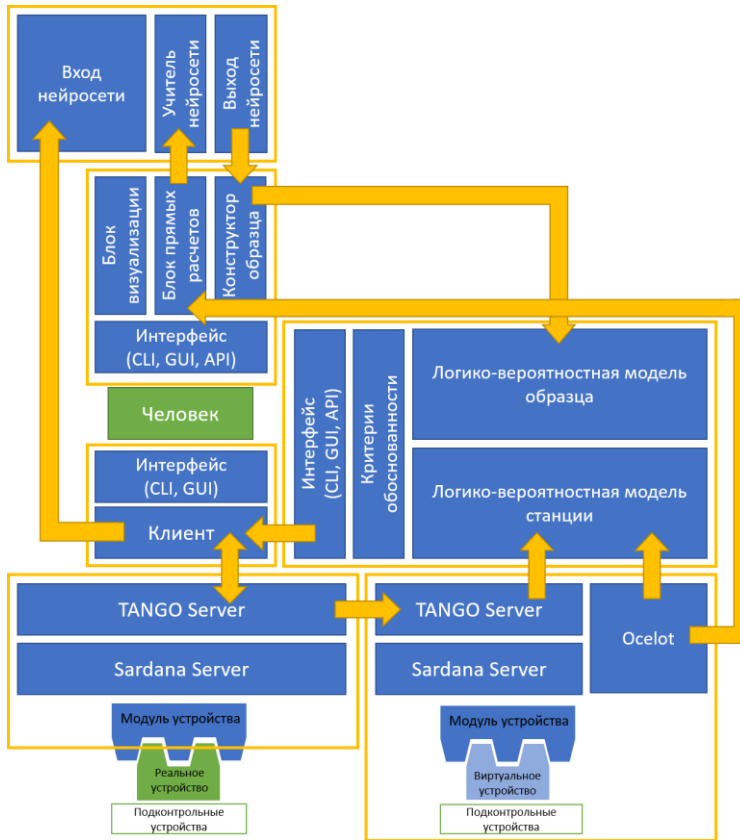 Вход
нейросети
Учитель
нейросети
Выход
нейросети
Блок
визуализации
Блок прямых
расчетов
Конструктор
образца
Интерфейс
(CLI, GUI, API)
Человек
Интерфейс
(CLI, GUI)
Клиент
Интерфейс
(CLI, GUI, API)
Критерии
обоснованности
Логико-вероятностная модель
образца
Логико-вероятностная модель
станции
TANGO Server
Sardana Server
Модуль устройства
Реальное
устройство
Подконтрольные
устройства
TANGO Server
Sardana Server
Ocelot
Модуль устройства
Виртуальное
устройство
Подконтрольные
устройства